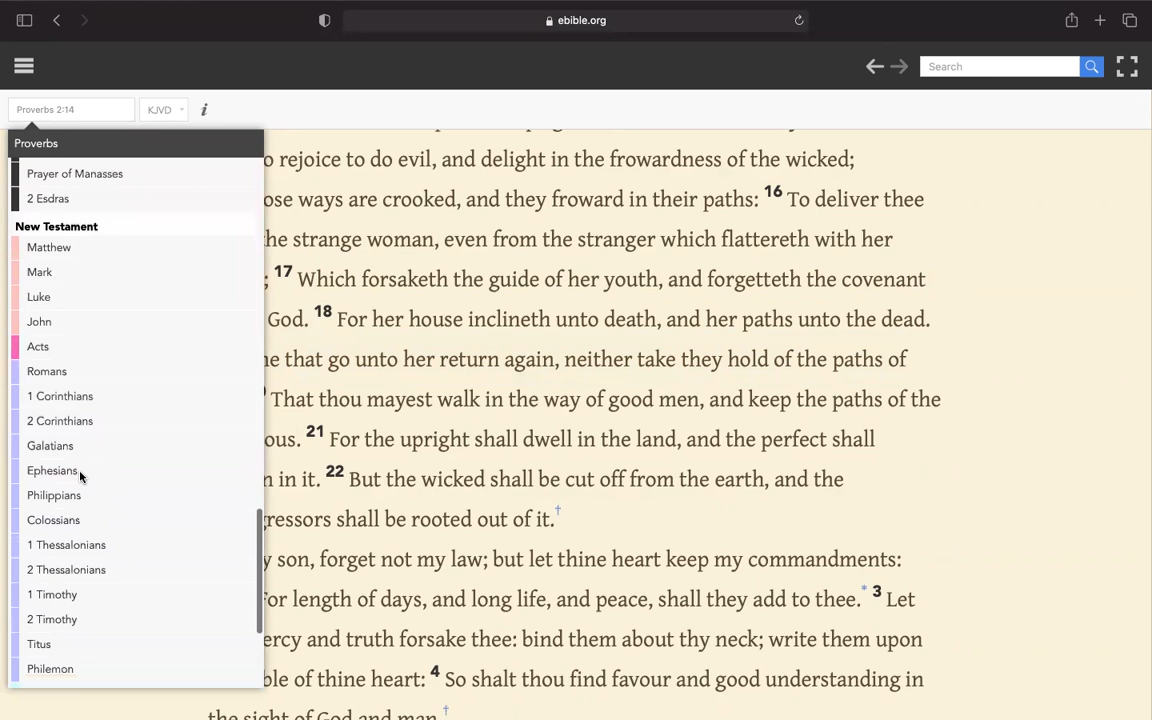 ebible.org
Search
Proverbs 2:14
KJVD
i
Proverbs
Prayer of Manasses
2 Esdras
New Testament
Matthew
Mark
Luke
John
Acts
Romans
1 Corinthians
2 Corinthians
Galatians
Ephesians
Philippians
Colossians
1 Thessalonians
2 Thessalonians
1 Timothy
2 Timothy
Titus
Philemon
o rejoice to do evil, and delight in the frowardness of the wicked;
ose ways are crooked, and they froward in their paths: 16 To deliver thee
he strange woman, even from the stranger which flattereth with her
; 17 Which forsaketh the guide of her youth, and forgetteth the covenant
God. 18 For her house inclineth unto death, and her paths unto the dead.
ne that go unto her return again, neither take they hold of the paths of
That thou mayest walk in the way of good men, and keep the paths of the
ous. 21 For the upright shall dwell in the land, and the perfect shall
n in it. 22 But the wicked shall be cut off from the earth, and the
gressors shall be rooted out of it.†
y son, forget not my law; but let thine heart keep my commandments:
or length of days, and long life, and peace, shall they add to thee.* 3 Let
ercy and truth forsake thee: bind them about thy neck; write them upon
ble of thine heart: 4 So shalt thou find favour and good understanding in
the sight of God and man.†